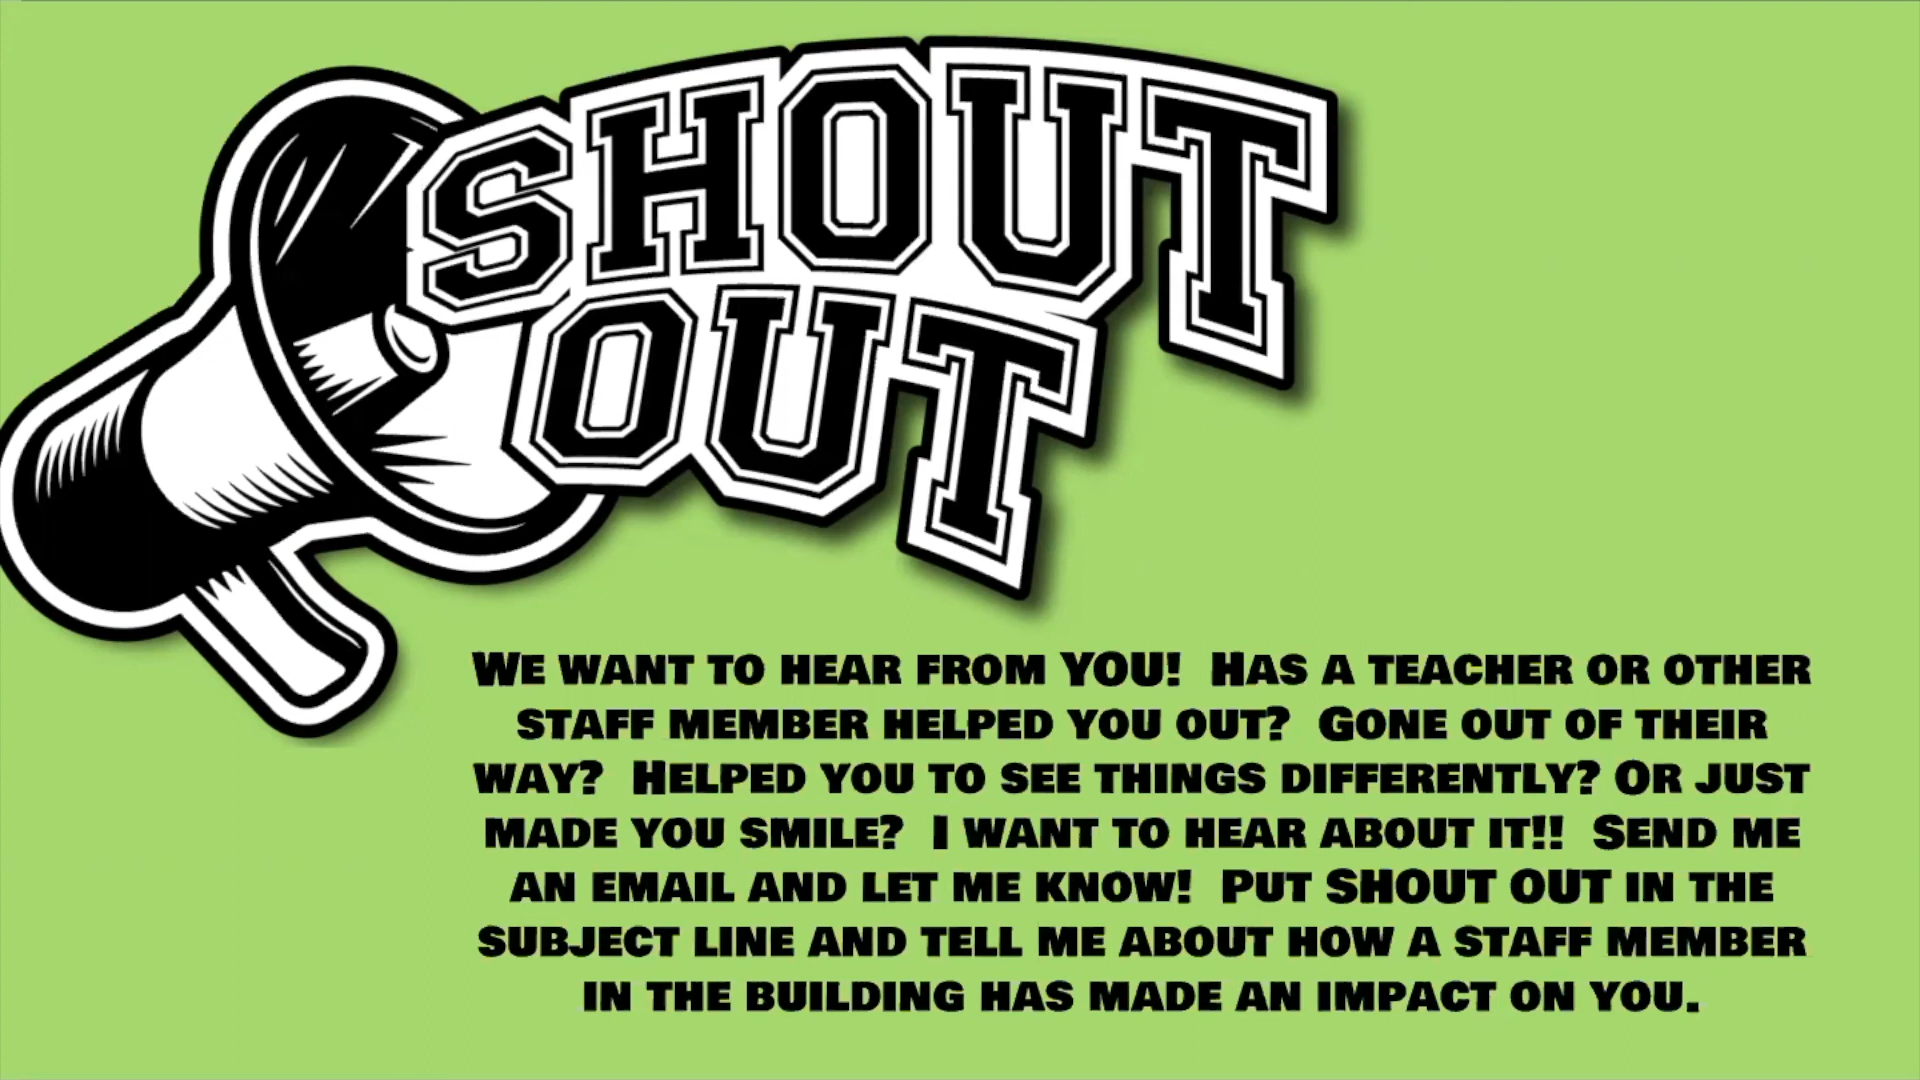 SHOUT
OUT
We want to hear from YOU! Has a teacher or other
staff member helped you out? Gone out of their
way? Helped you to see things differently? Or just
made you smile? I want to hear about it!! Send me
an email and let me know! Put SHOUT OUT in the
subject line and tell me about how a staff member
in the building has made an impact on you.